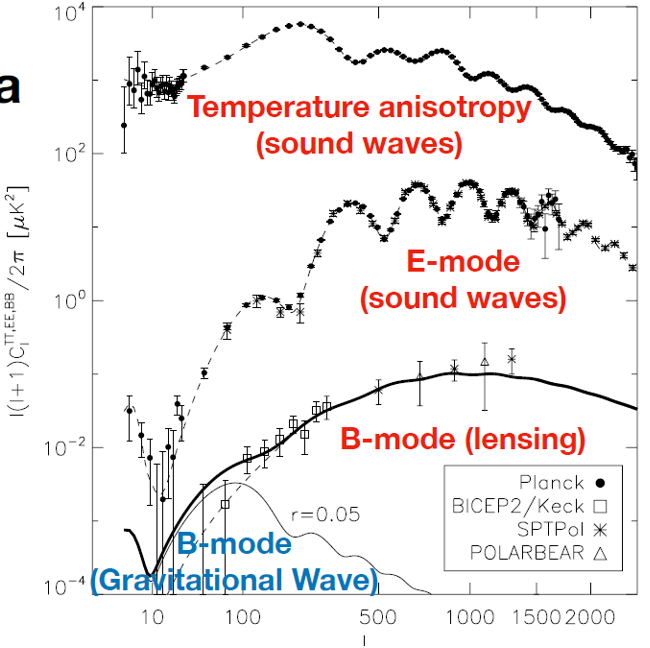 a
10^4
10^2
10^0
10^-2
10^-4
l(l+1)C_l^TT,EE,BB/2π [μK^2]
Temperature anisotropy
(sound waves)
E-mode
(sound waves)
B-mode (lensing)
Planck
BICEP2/Keck
SPTPol
POLARBEAR
r=0.05
B-mode
(Gravitational Wave)
10
100
500
1000
1500
2000
l